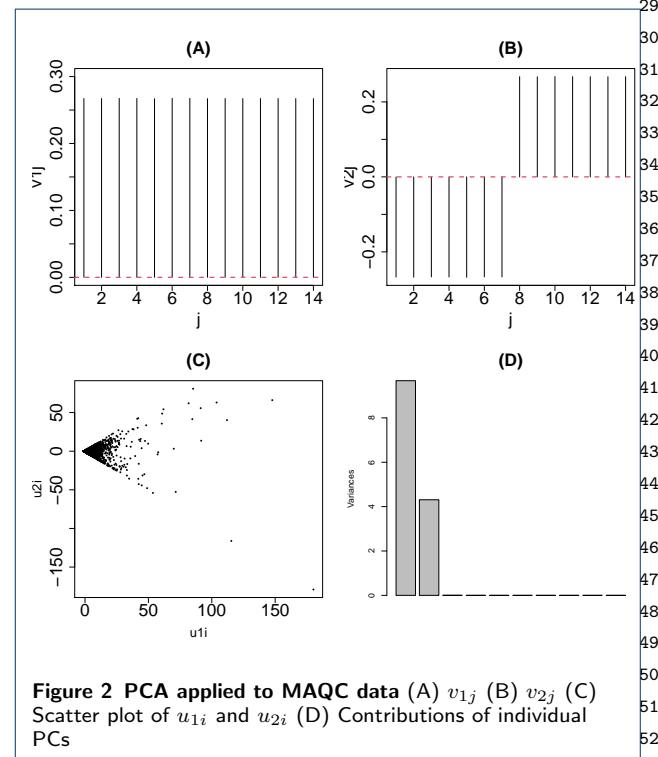 29
30
31
32
33
34
35
36
37
38
39
40
41
42
43
44
45
46
47
48
49
50
51
52
(A)
0.30
0.20
0.10
0.00
v1j
2 4 6 8 10 12 14
j
(B)
0.2
0.0
−0.2
v2j
2 4 6 8 10 12 14
j
(C)
50
0
−50
−150
u2i
0 50 100 150
u1i
(D)
8
6
4
2
0
Variances
Figure 2 PCA applied to MAQC data (A) v1j (B) v2j (C)
Scatter plot of u1i and u2i (D) Contributions of individual
PCs